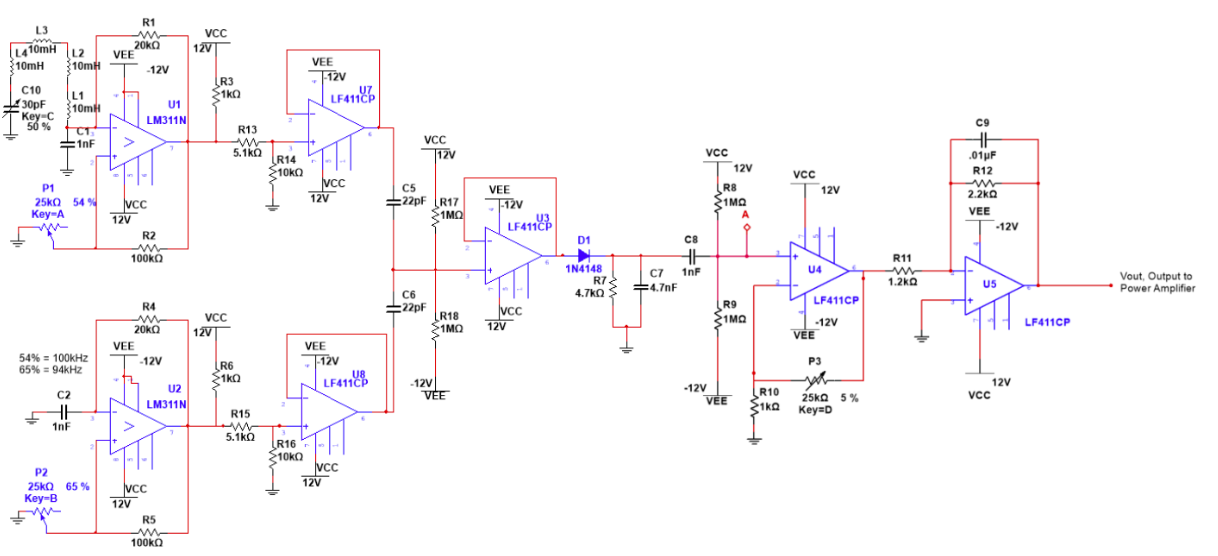 L3
10mH
L4
10mH
L2
10mH
L1
10mH
C10
30pF
Key=C
50 %
C1
1nF
R1
20kΩ
VEE
-12V
U1
LM311N
VCC
12V
R3
1kΩ
VCC
12V
P1
25kΩ 54 %
Key=A
R2
100kΩ
R13
5.1kΩ
R14
10kΩ
VEE
-12V
U7
LF411CP
VCC
12V
C5
22pF
C6
22pF
VCC
12V
R17
1MΩ
R18
1MΩ
-12V
VEE
VEE
-12V
U3
LF411CP
VCC
12V
D1
1N4148
R7
4.7kΩ
C7
4.7nF
C8
1nF
VCC
12V
R8
1MΩ
A
R9
1MΩ
-12V
VEE
VCC
12V
U4
LF411CP
-12V
VEE
P3
25kΩ 5 %
Key=D
R10
1kΩ
R11
1.2kΩ
C9
.01µF
R12
2.2kΩ
VEE
-12V
U5
LF411CP
12V
VCC
Vout, Output to
Power Amplifier
R4
20kΩ
54% = 100kHz
65% = 94kHz
VEE
-12V
C2
1nF
U2
LM311N
VCC
12V
R6
1kΩ
VCC
12V
P2
25kΩ 65 %
Key=B
R5
100kΩ
R15
5.1kΩ
R16
10kΩ
VEE
-12V
U8
LF411CP
VCC
12V